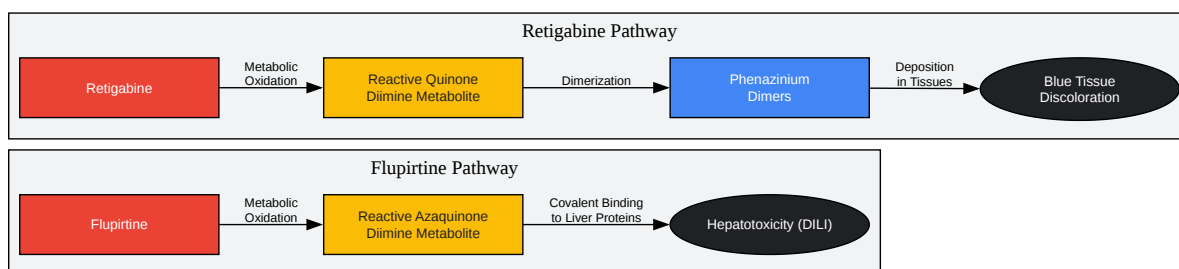 Retigabine Pathway
Retigabine
Metabolic
Oxidation
Reactive Quinone
Diimine Metabolite
Dimerization
Phenazinium
Dimers
Deposition
in Tissues
Blue Tissue
Discoloration
Flupirtine Pathway
Flupirtine
Metabolic
Oxidation
Reactive Azaquinone
Diimine Metabolite
Covalent Binding
to Liver Proteins
Hepatotoxicity (DILI)